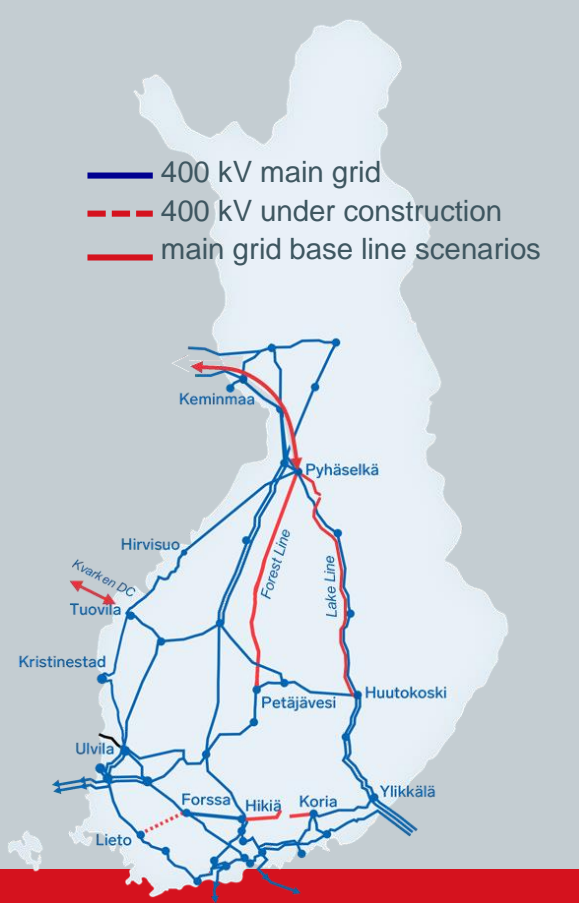 400 kV main grid
400 kV under construction
main grid base line scenarios
Keminmaa
Pyhäselkä
Hirvisuo
Forest Line
Lake Line
Kvarken DC
Tuovila
Kristinestad
Petäjävesi
Huutokoski
Ulvila
Ylikkälä
Forssa
Hikiä
Koria
Lieto